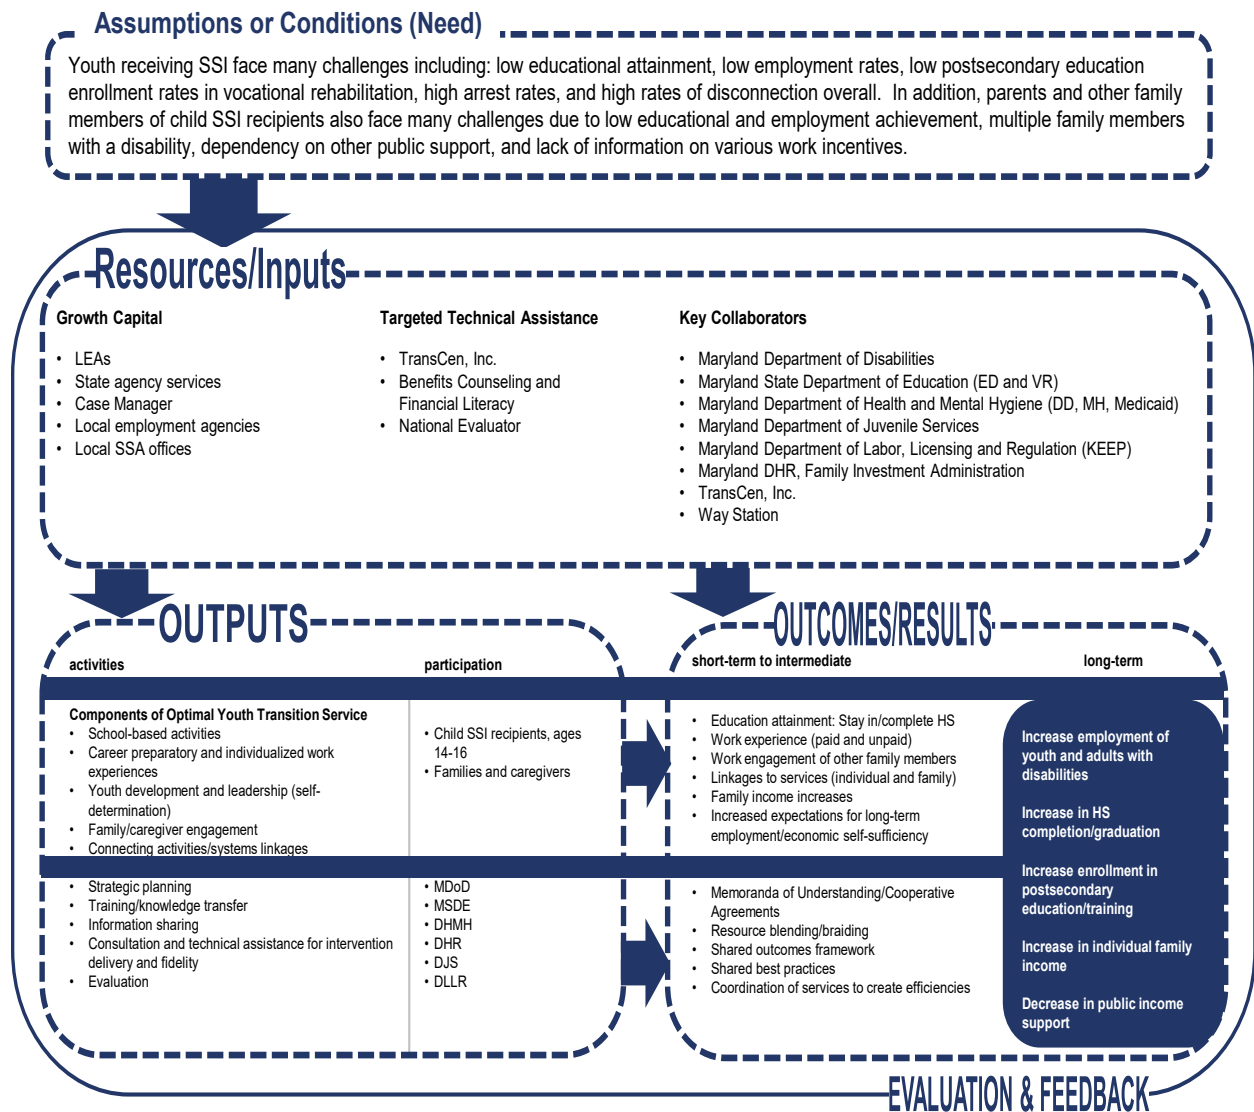 Assumptions or Conditions (Need)
Youth receiving SSI face many challenges including: low educational attainment, low employment rates, low postsecondary education
enrollment rates in vocational rehabilitation, high arrest rates, and high rates of disconnection overall.  In addition, parents and other family
members of child SSI recipients also face many challenges due to low educational and employment achievement, multiple family members
with a disability, dependency on other public support, and lack of information on various work incentives.
Resources/Inputs
Growth Capital
• LEAs
• State agency services
• Case Manager
• Local employment agencies
• Local SSA offices
Targeted Technical Assistance
• TransCen, Inc.
• Benefits Counseling and
Financial Literacy
• National Evaluator
Key Collaborators
• Maryland Department of Disabilities
• Maryland State Department of Education (ED and VR)
• Maryland Department of Health and Mental Hygiene (DD, MH, Medicaid)
• Maryland Department of Juvenile Services
• Maryland Department of Labor, Licensing and Regulation (KEEP)
• Maryland DHR, Family Investment Administration
• TransCen, Inc.
• Way Station
OUTPUTS
activities
participation
Components of Optimal Youth Transition Service
• School-based activities
• Career preparatory and individualized work
experiences
• Youth development and leadership (self-
determination)
• Family/caregiver engagement
• Connecting activities/systems linkages
• Child SSI recipients, ages
14-16
• Families and caregivers
• Strategic planning
• Training/knowledge transfer
• Information sharing
• Consultation and technical assistance for intervention
delivery and fidelity
• Evaluation
• MDoD
• MSDE
• DHMH
• DHR
• DJS
• DLLR
OUTCOMES/RESULTS
short-term to intermediate
long-term
• Education attainment: Stay in/complete HS
• Work experience (paid and unpaid)
• Work engagement of other family members
• Linkages to services (individual and family)
• Family income increases
• Increased expectations for long-term
employment/economic self-sufficiency
• Memoranda of Understanding/Cooperative
Agreements
• Resource blending/braiding
• Shared outcomes framework
• Shared best practices
• Coordination of services to create efficiencies
Increase employment of
youth and adults with
disabilities
Increase in HS
completion/graduation
Increase enrollment in
postsecondary
education/training
Increase in individual family
income
Decrease in public income
support
EVALUATION & FEEDBACK